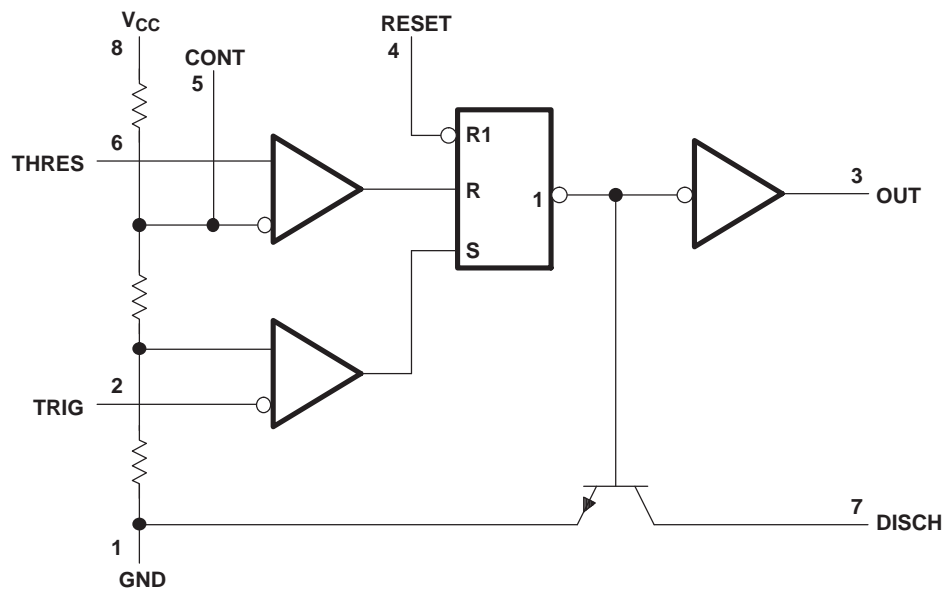 VCC
8
CONT
5
RESET
4
6
THRES
R1
R
1
S
3
OUT
2
TRIG
7
DISCH
1
GND